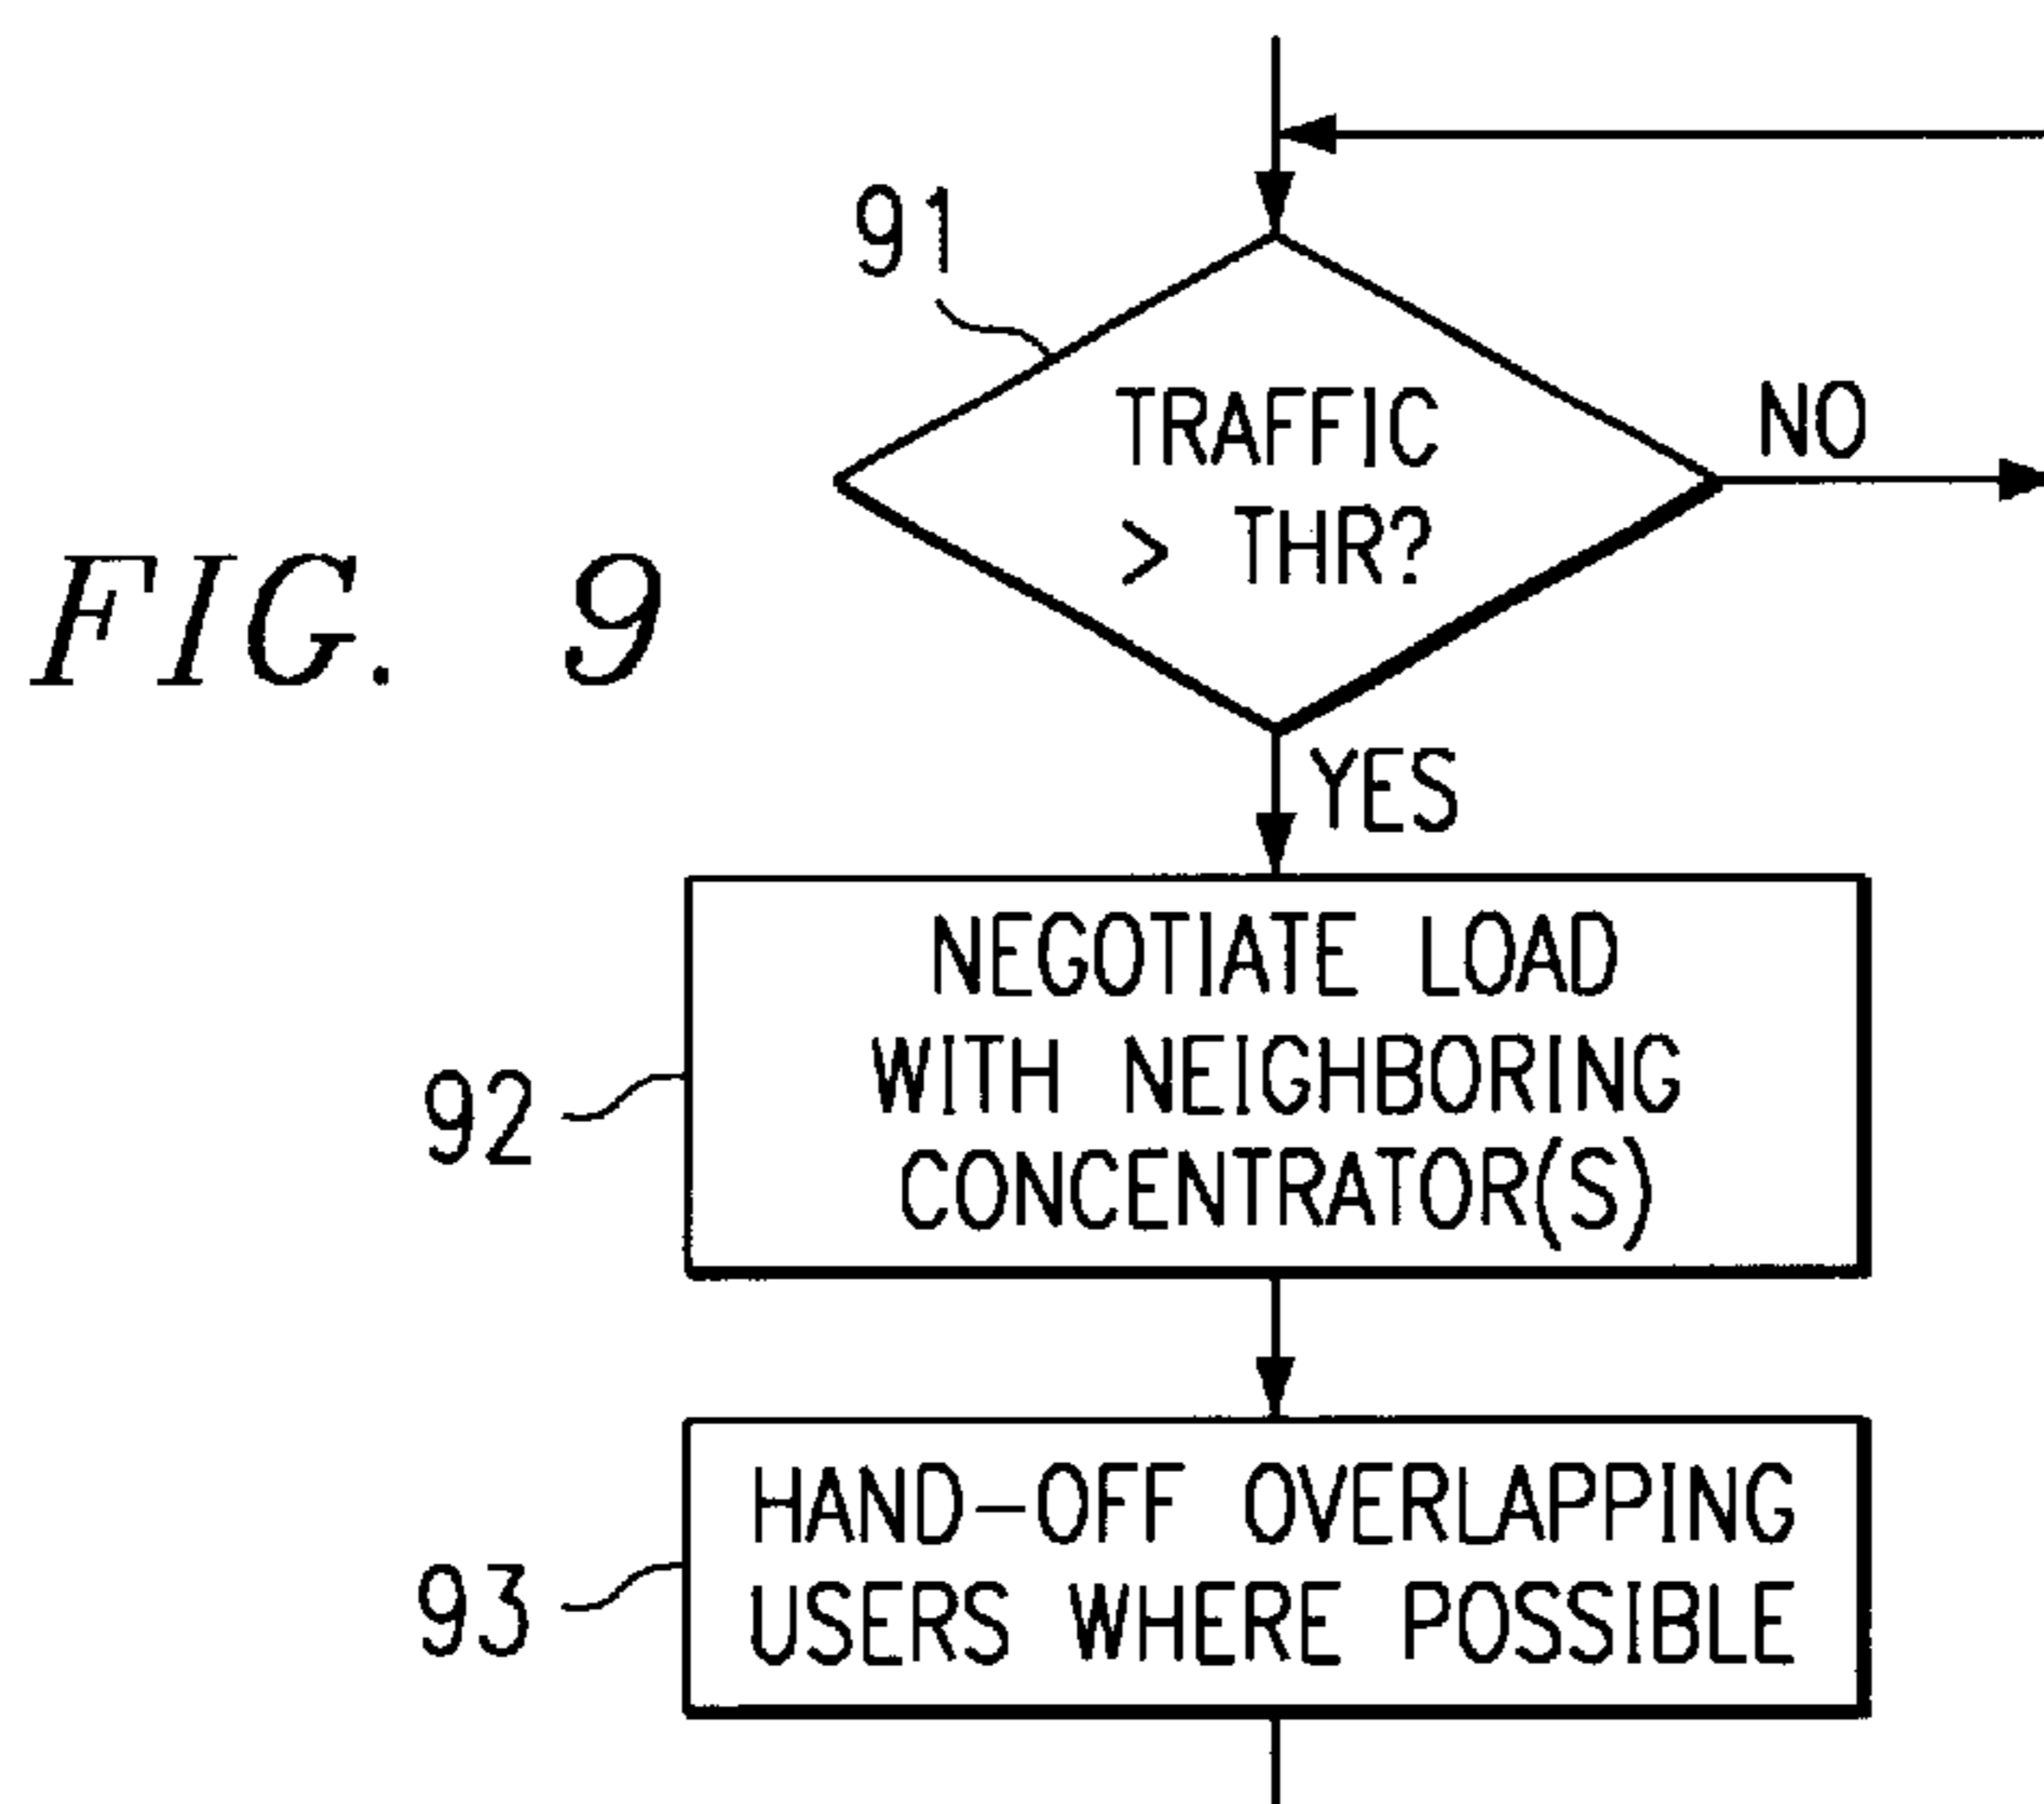 91
TRAFFIC
> THR?
NO
FIG. 9
YES
NEGOTIATE LOAD
WITH NEIGHBORING
CONCENTRATOR(S)
92
HAND-OFF OVERLAPPING
USERS WHERE POSSIBLE
93